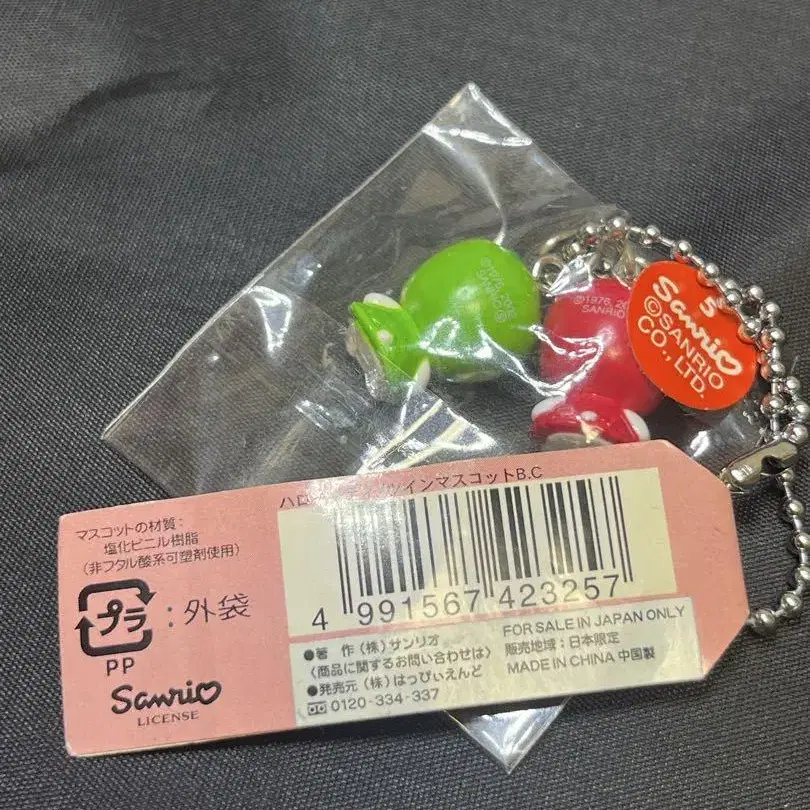 ©1976, 2012
SANRIO
©1976, 20
SANRIO
5
Sanrio
©SANRIO
CO., LTD.
マスコットの材質:
塩化ビニル樹脂
(非フタル酸系可塑剤使用)
プラ
:外袋
PP
Sanrio
LICENSE
ツインマスコットB.C
4 991567 423257
●著 作(株)サンリオ
〈商品に関するお問い合わせは〉
●発売元(株)はっぴぃえんど
0120-334-337
FOR SALE IN JAPAN ONLY
販売地域:日本限定
MADE IN CHINA 中国製